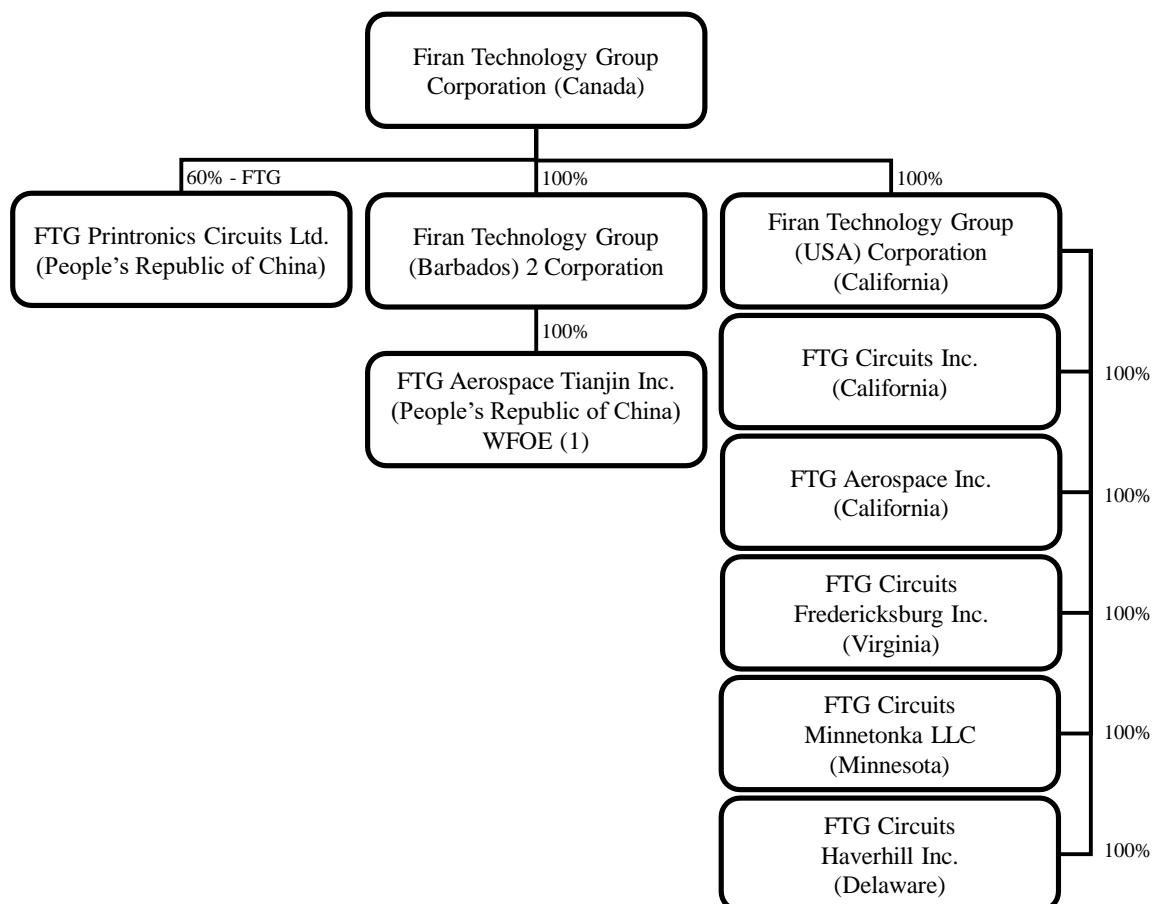 Firan Technology Group
Corporation (Canada)
60% - FTG
100%
100%
FTG Printronics Circuits Ltd.
(People’s Republic of China)
Firan Technology Group
(Barbados) 2 Corporation
Firan Technology Group
(USA) Corporation
(California)
100%
FTG Aerospace Tianjin Inc.
(People’s Republic of China)
WFOE (1)
FTG Circuits Inc.
(California)
100%
FTG Aerospace Inc.
(California)
100%
FTG Circuits
Fredericksburg Inc.
(Virginia)
100%
FTG Circuits
Minnetonka LLC
(Minnesota)
100%
FTG Circuits
Haverhill Inc.
(Delaware)
100%